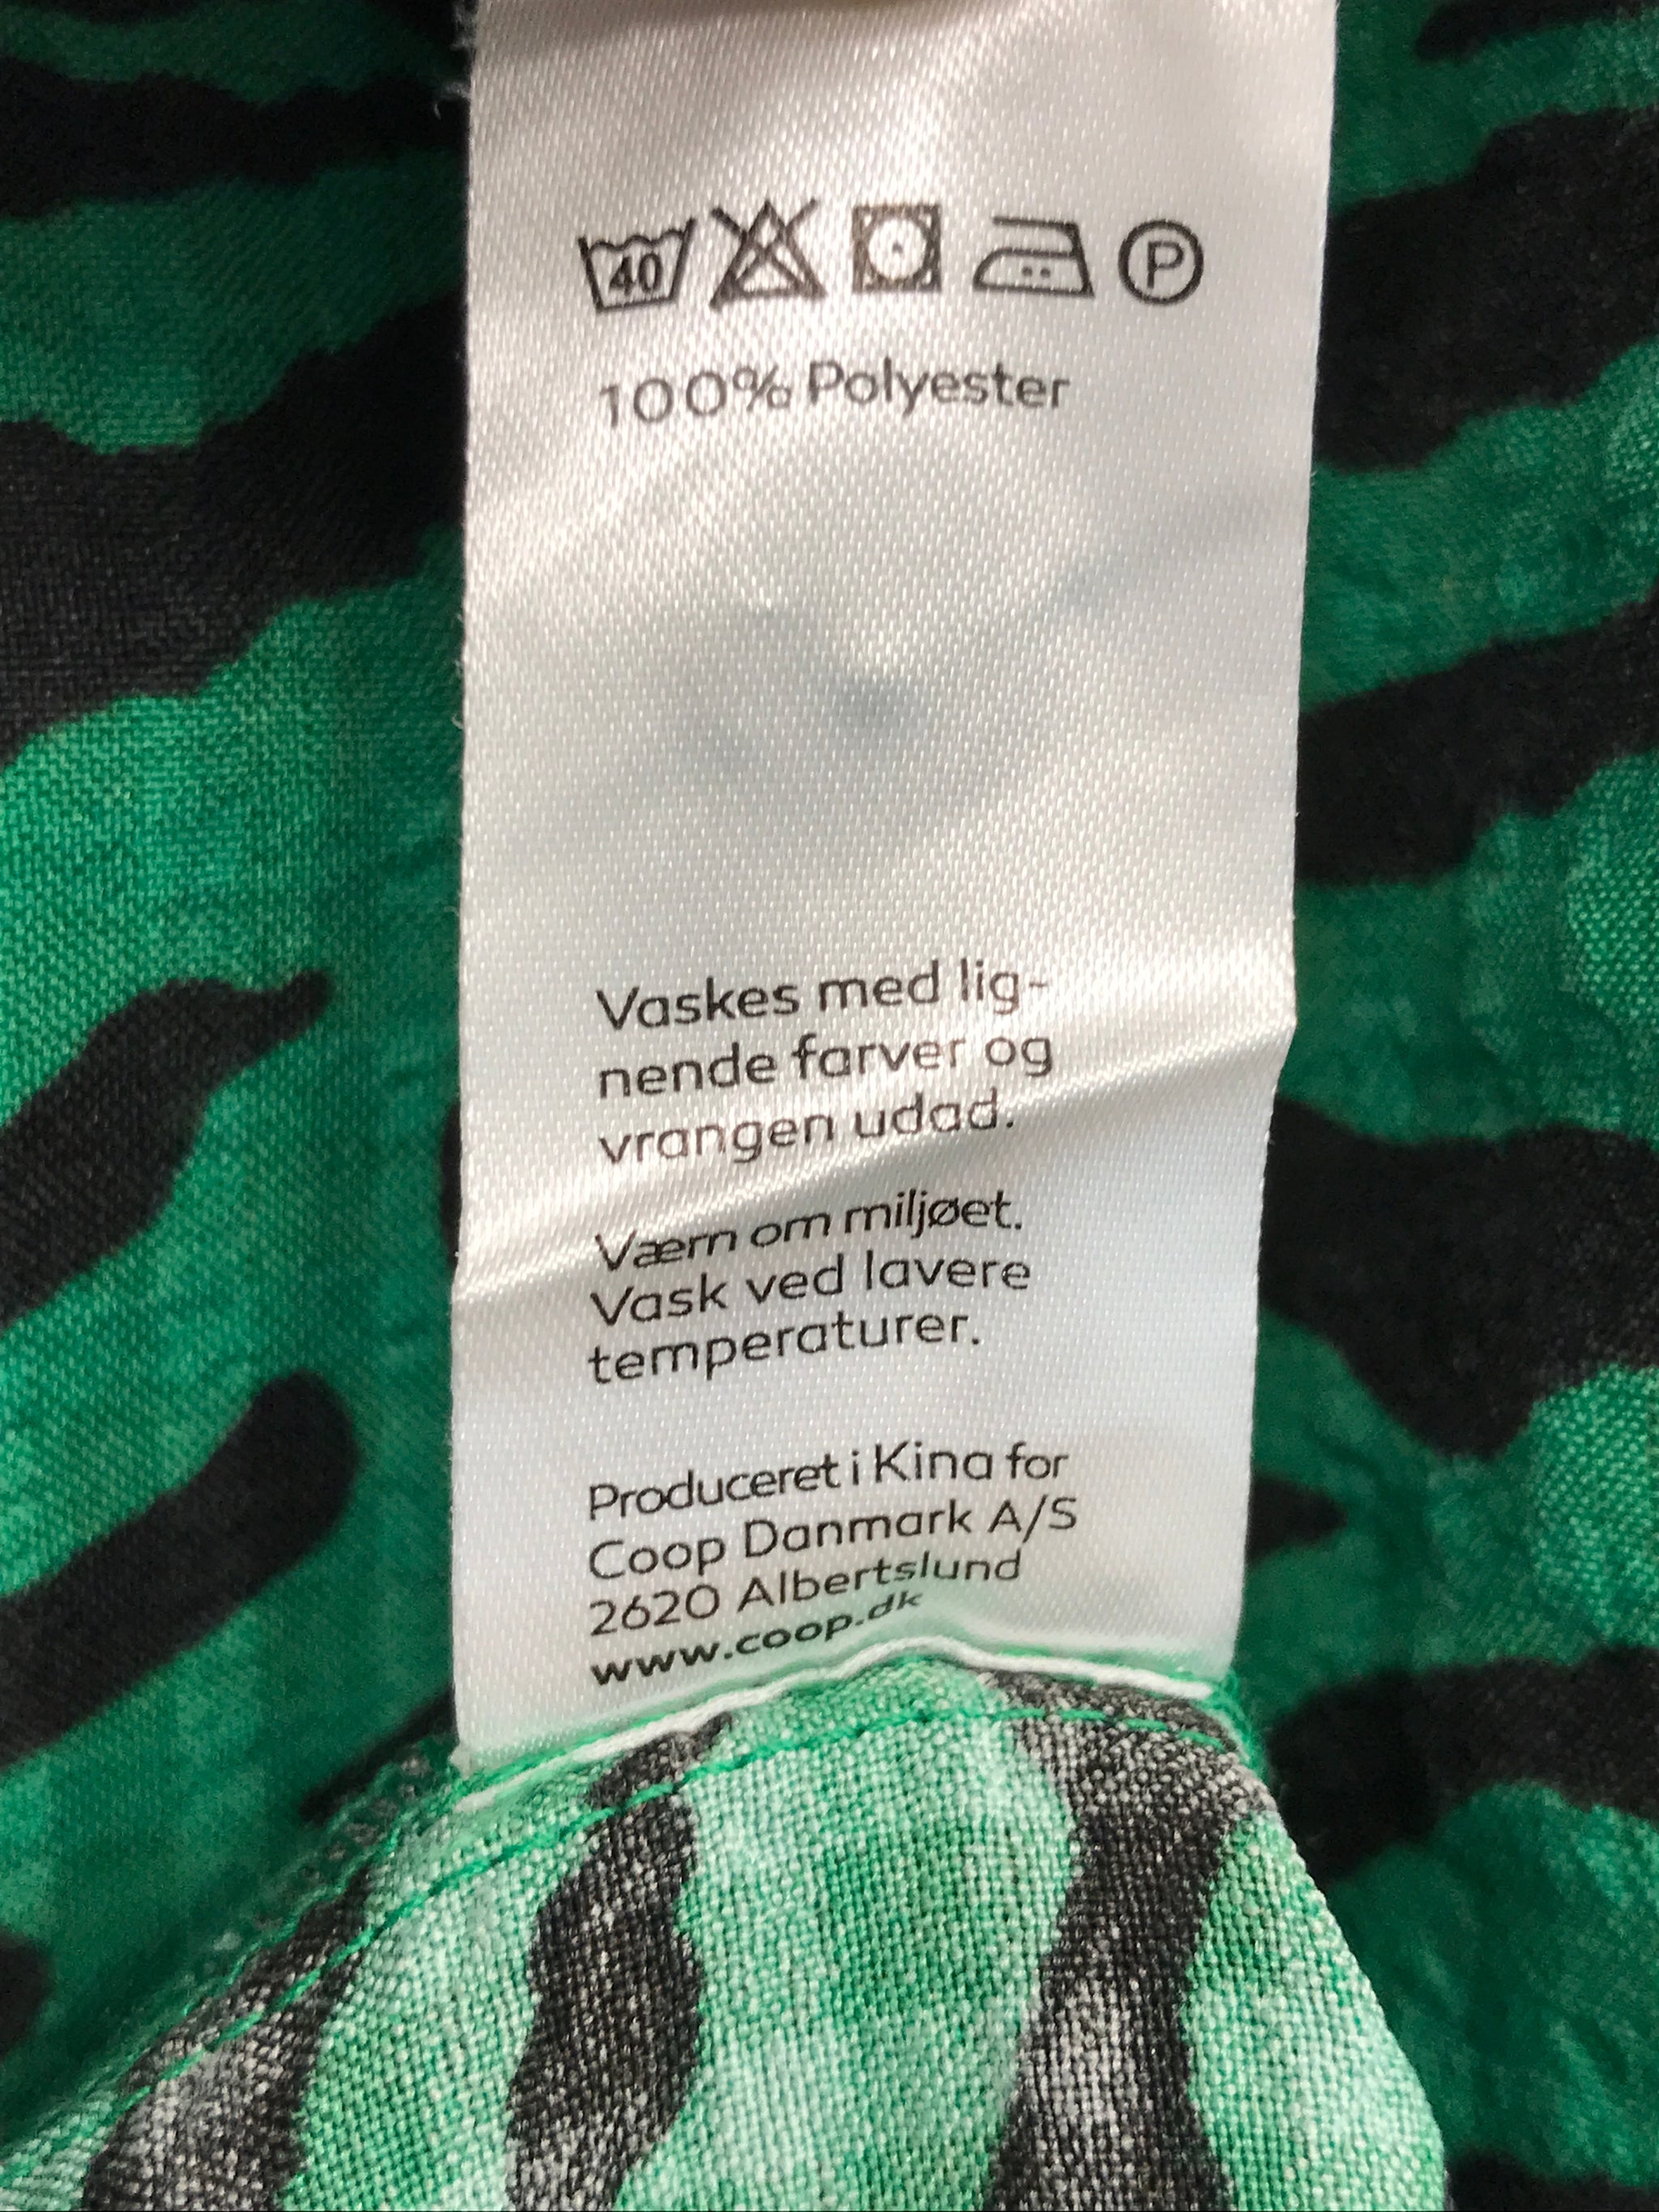 40
P
100% Polyester
Vaskes med lig-
nende farver og
vrangen udad.
Værn om miljøet.
Vask ved lavere
temperaturer.
Produceret i Kina for
Coop Danmark A/S
2620 Albertslund
www.coop.dk